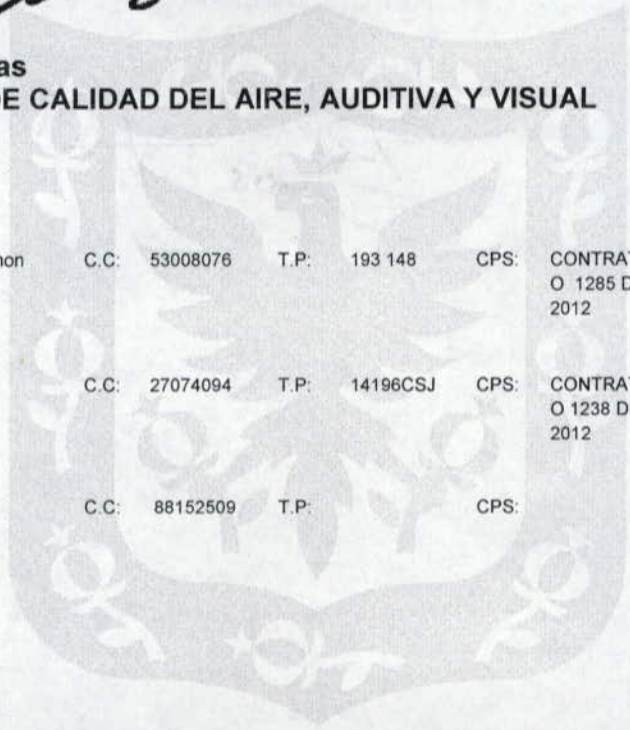 as
DE CALIDAD DEL AIRE, AUDITIVA Y VISUAL
non C.C: 53008076 T.P: 193 148 CPS: CONTRAT
O 1285 D
2012
C.C: 27074094 T.P: 14196CSJ CPS: CONTRAT
O 1238 D
2012
C.C: 88152509 T.P: CPS: